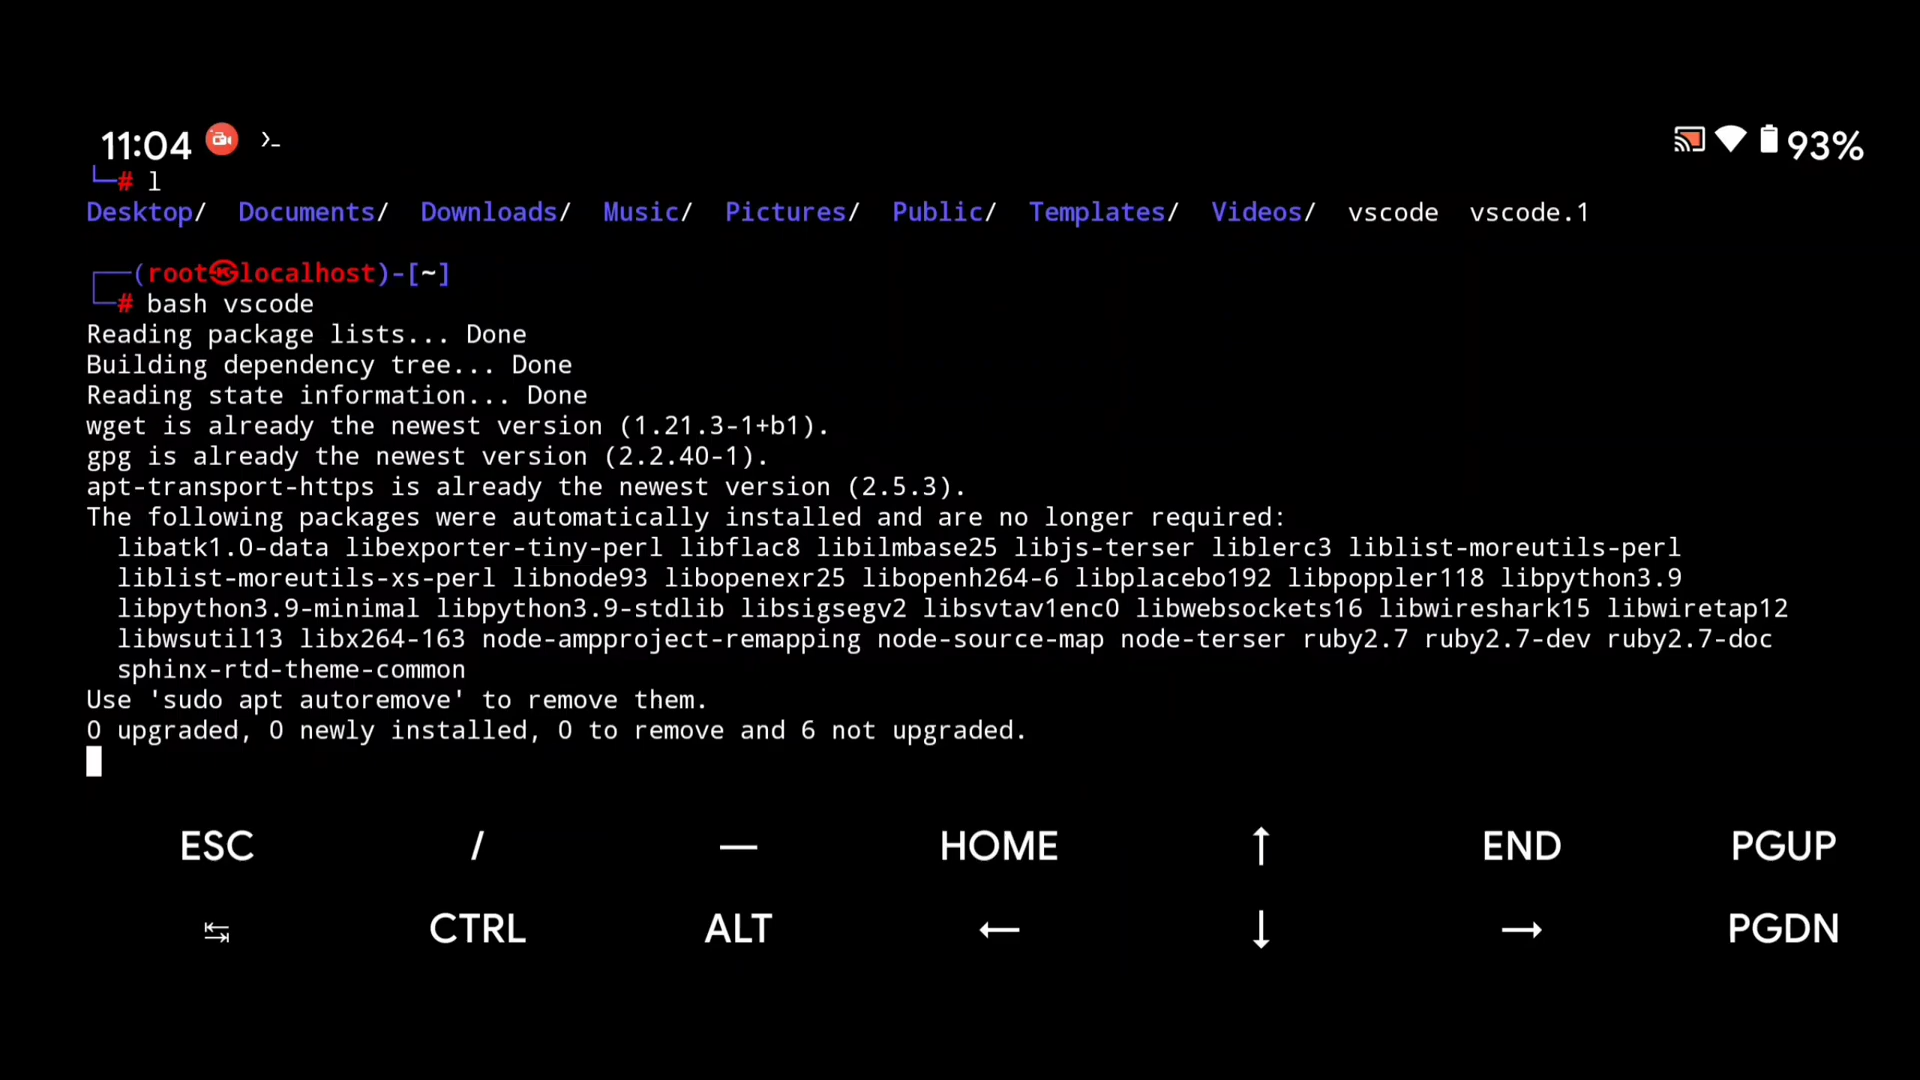 11:04 >_ 93%
└─# l
Desktop/ Documents/ Downloads/ Music/ Pictures/ Public/ Templates/ Videos/ vscode vscode.1
┌──(root㉿localhost)-[~]
└─# bash vscode
Reading package lists... Done
Building dependency tree... Done
Reading state information... Done
wget is already the newest version (1.21.3-1+b1).
gpg is already the newest version (2.2.40-1).
apt-transport-https is already the newest version (2.5.3).
The following packages were automatically installed and are no longer required:
libatk1.0-data libexporter-tiny-perl libflac8 libilmbase25 libjs-terser liblerc3 liblist-moreutils-perl
liblist-moreutils-xs-perl libnode93 libopenexr25 libopenh264-6 libplacebo192 libpoppler118 libpython3.9
libpython3.9-minimal libpython3.9-stdlib libsigsegv2 libsvtav1enc0 libwebsockets16 libwireshark15 libwiretap12
libwsutil13 libx264-163 node-ampproject-remapping node-source-map node-terser ruby2.7 ruby2.7-dev ruby2.7-doc
sphinx-rtd-theme-common
Use 'sudo apt autoremove' to remove them.
0 upgraded, 0 newly installed, 0 to remove and 6 not upgraded.
ESC / — HOME ↑ END PGUP
↹ CTRL ALT ← ↓ → PGDN